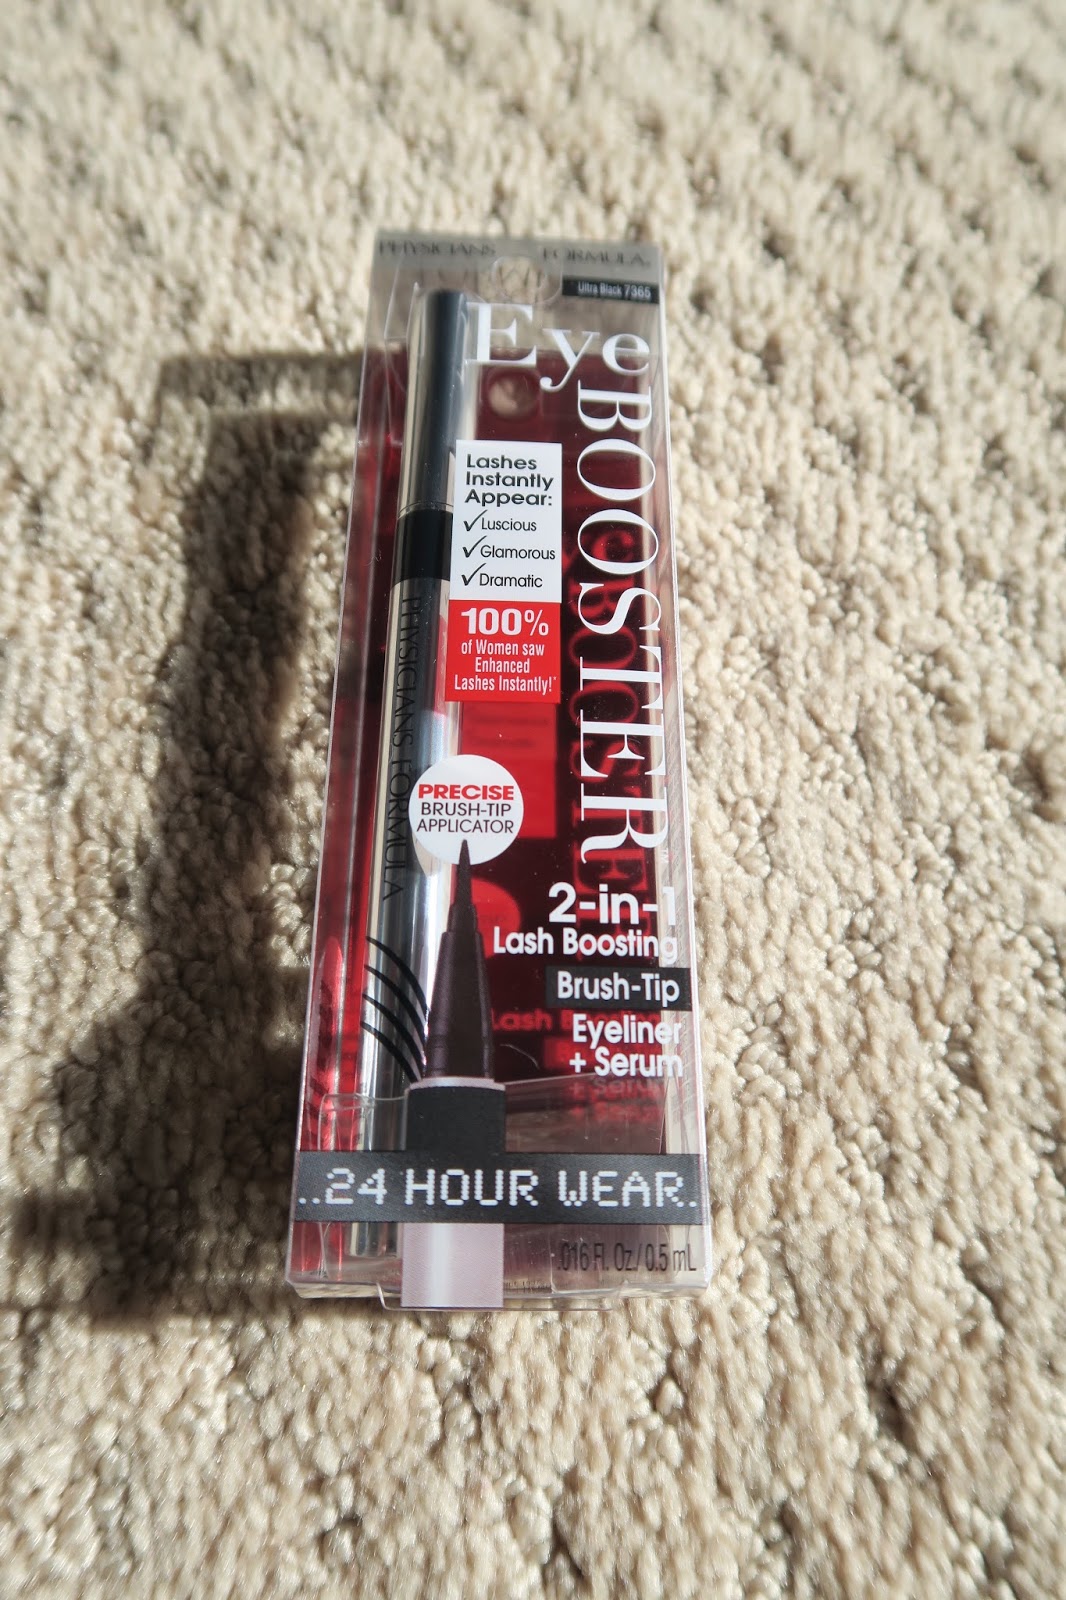 PHYSICIANS FORMULA®
Ultra Black 7365
Eye
BOOSTER
Lashes
Instantly
Appear:
✓ Luscious
✓ Glamorous
✓ Dramatic
100%
of Women saw
Enhanced
Lashes Instantly!*
PHYSICIANS FORMULA
PRECISE
BRUSH-TIP
APPLICATOR
2-in-1
Lash Boosting
Brush-Tip
Eyeliner
+ Serum
..24 HOUR WEAR.
.016 Fl. Oz/0.5 mL